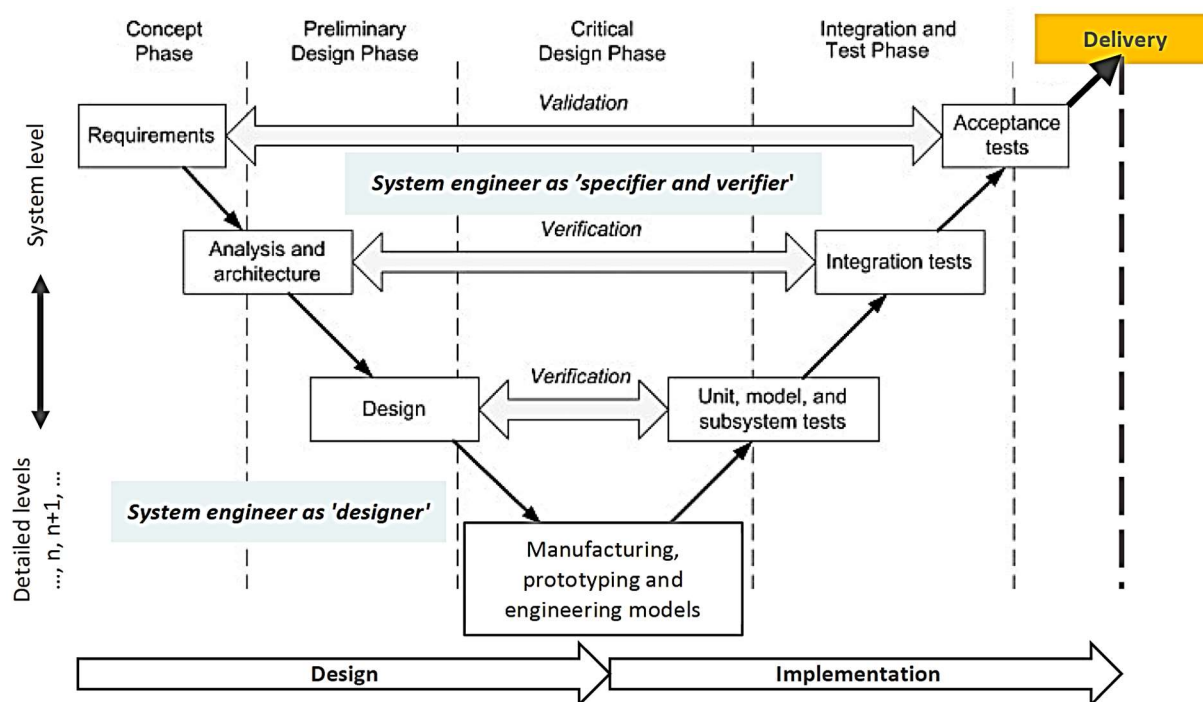 Concept
Phase
Preliminary
Design Phase
Critical
Design Phase
Integration and
Test Phase
Delivery
System level
Detailed levels
..., n, n+1, ...
Requirements
Validation
Acceptance
tests
System engineer as ’specifier and verifier'
Analysis and
architecture
Verification
Integration tests
Design
Verification
Unit, model, and
subsystem tests
System engineer as 'designer'
Manufacturing,
prototyping and
engineering models
Design
Implementation